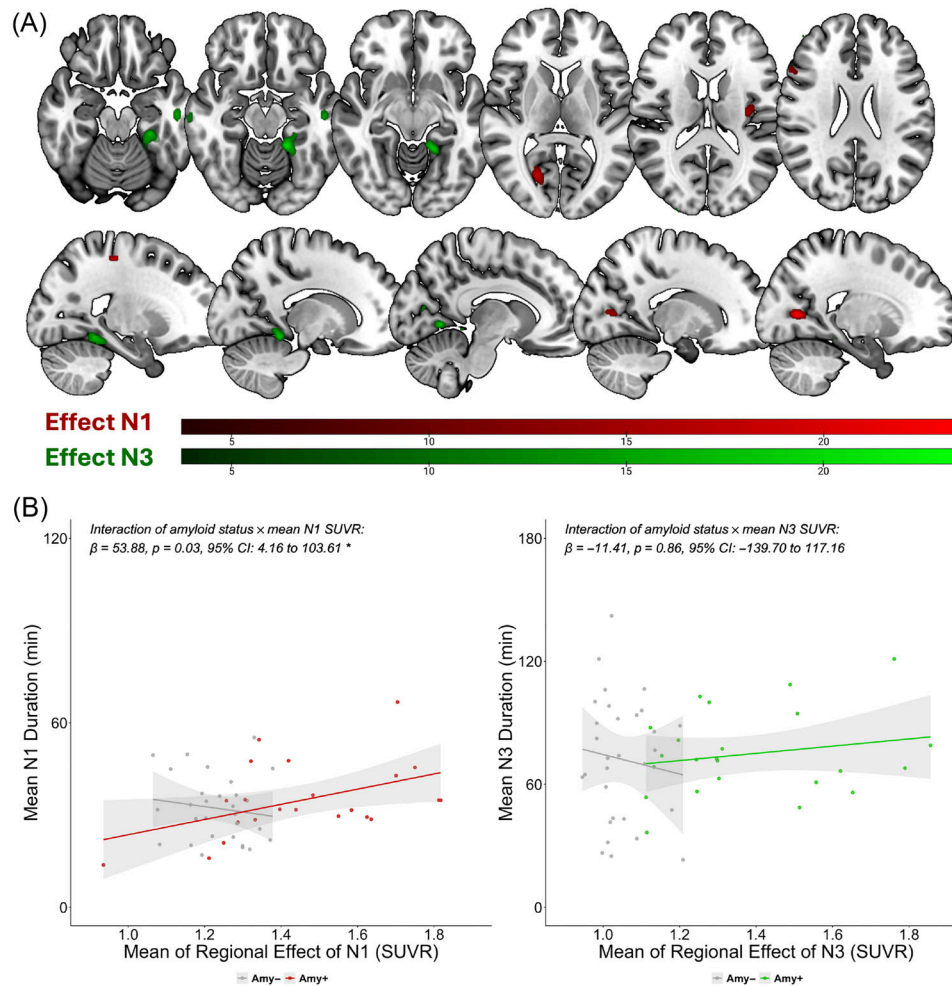 (A)
Effect N1
5 10 15 20
Effect N3
5 10 15 20
(B)
Interaction of amyloid status × mean N1 SUVR:
β = 53.88, p = 0.03, 95% CI: 4.16 to 103.61 *
120
60
0
Mean N1 Duration (min)
1.0 1.2 1.4 1.6 1.8
Mean of Regional Effect of N1 (SUVR)
Amy− Amy+
Interaction of amyloid status × mean N3 SUVR:
β = −11.41, p = 0.86, 95% CI: −139.70 to 117.16
180
120
60
0
Mean N3 Duration (min)
1.0 1.2 1.4 1.6 1.8
Mean of Regional Effect of N3 (SUVR)
Amy− Amy+